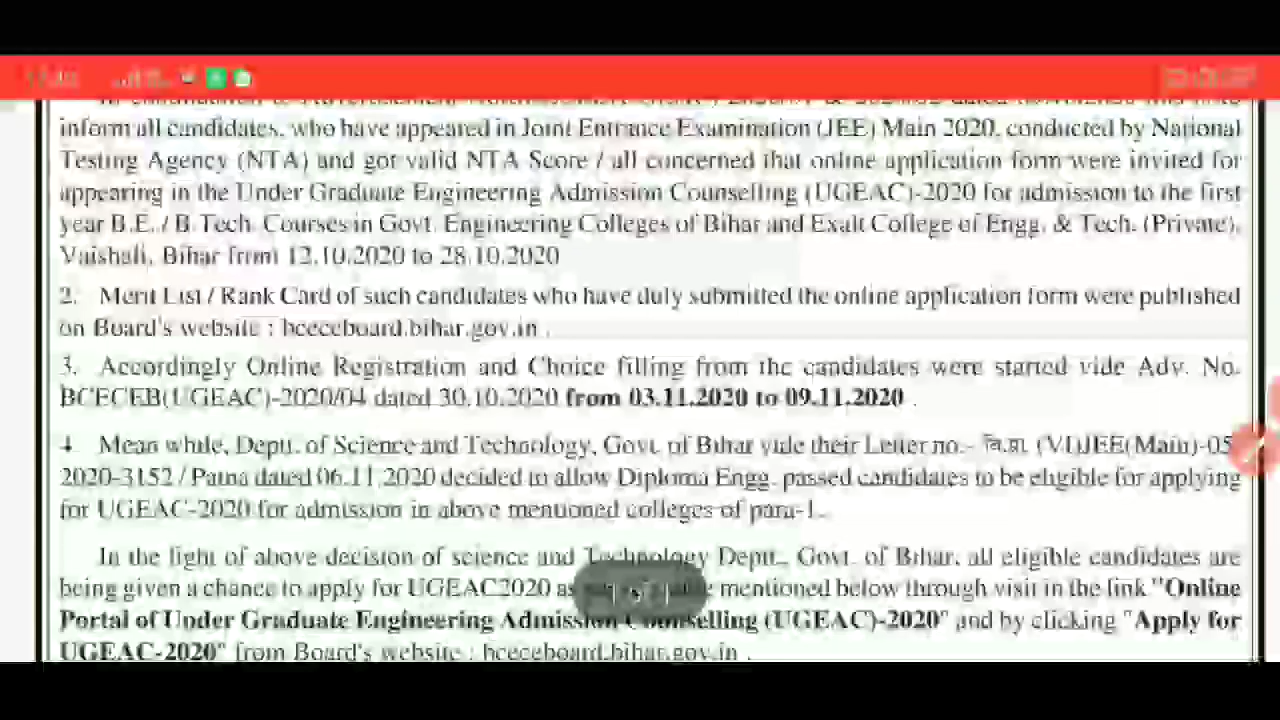 inform all candidates, who have appeared in Joint Entrance Examination (JEE) Main 2020, conducted by National
Testing Agency (NTA) and got valid NTA Score / all concerned that online application form were invited for
appearing in the Under Graduate Engineering Admission Counselling (UGEAC)-2020 for admission to the first
year B.E. / B.Tech. Courses in Govt. Engineering Colleges of Bihar and Exalt College of Engg. & Tech. (Private),
Vaishali, Bihar from 12.10.2020 to 28.10.2020
2. Merit List / Rank Card of such candidates who have duly submitted the online application form were published
on Board's website : bceceboard.bihar.gov.in .
3. Accordingly Online Registration and Choice filling from the candidates were started vide Adv. No.
BCECEB(UGEAC)-2020/04 dated 30.10.2020 from 03.11.2020 to 09.11.2020 .
4. Mean while, Deptt. of Science and Technology, Govt. of Bihar vide their Letter no.- वि.प्रा. (VI)JEE(Main)-05
2020-3152 / Patna dated 06.11.2020 decided to allow Diploma Engg. passed candidates to be eligible for applying
for UGEAC-2020 for admission in above mentioned colleges of para-1.
In the light of above decision of science and Technology Deptt., Govt. of Bihar, all eligible candidates are
being given a chance to apply for UGEAC2020 as mentioned below through visit in the link "Online
Portal of Under Graduate Engineering Admission Counselling (UGEAC)-2020" and by clicking "Apply for
UGEAC-2020" from Board's website : bceceboard.bihar.gov.in .